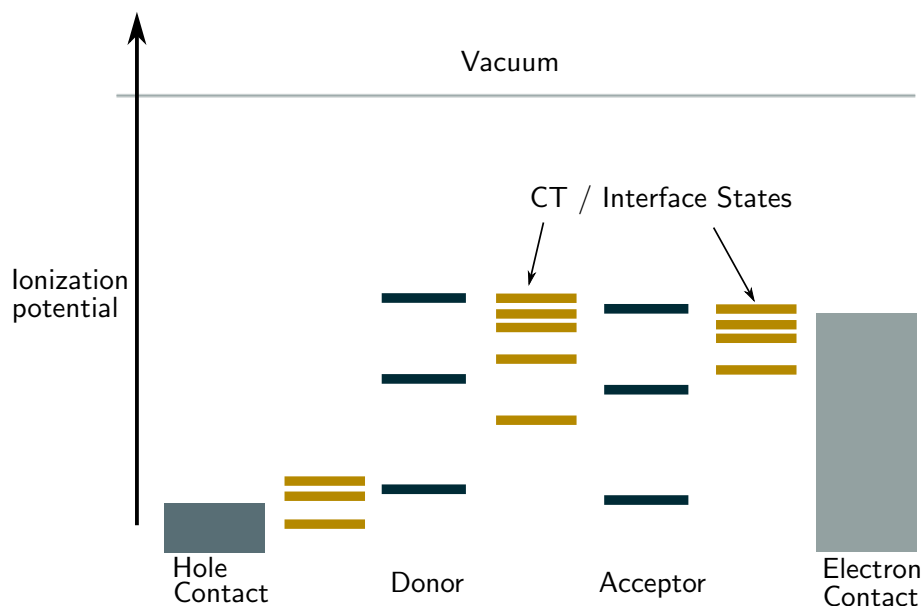 Vacuum
CT / Interface States
Ionization
potential
Hole
Contact
Donor
Acceptor
Electron
Contact